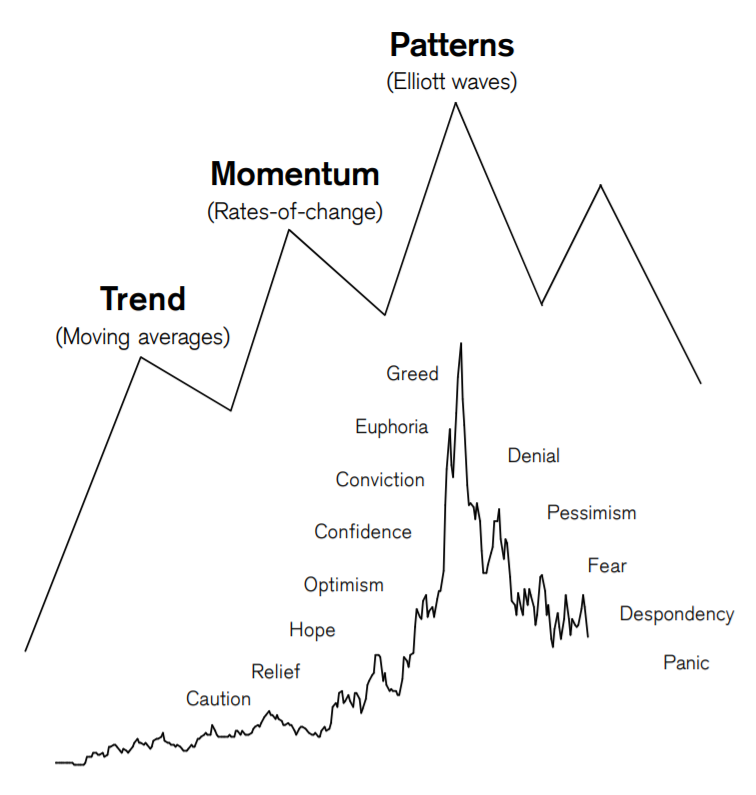 Patterns
(Elliott waves)
Momentum
(Rates-of-change)
Trend
(Moving averages)
Greed
Euphoria
Conviction
Confidence
Optimism
Hope
Relief
Caution
Denial
Pessimism
Fear
Despondency
Panic